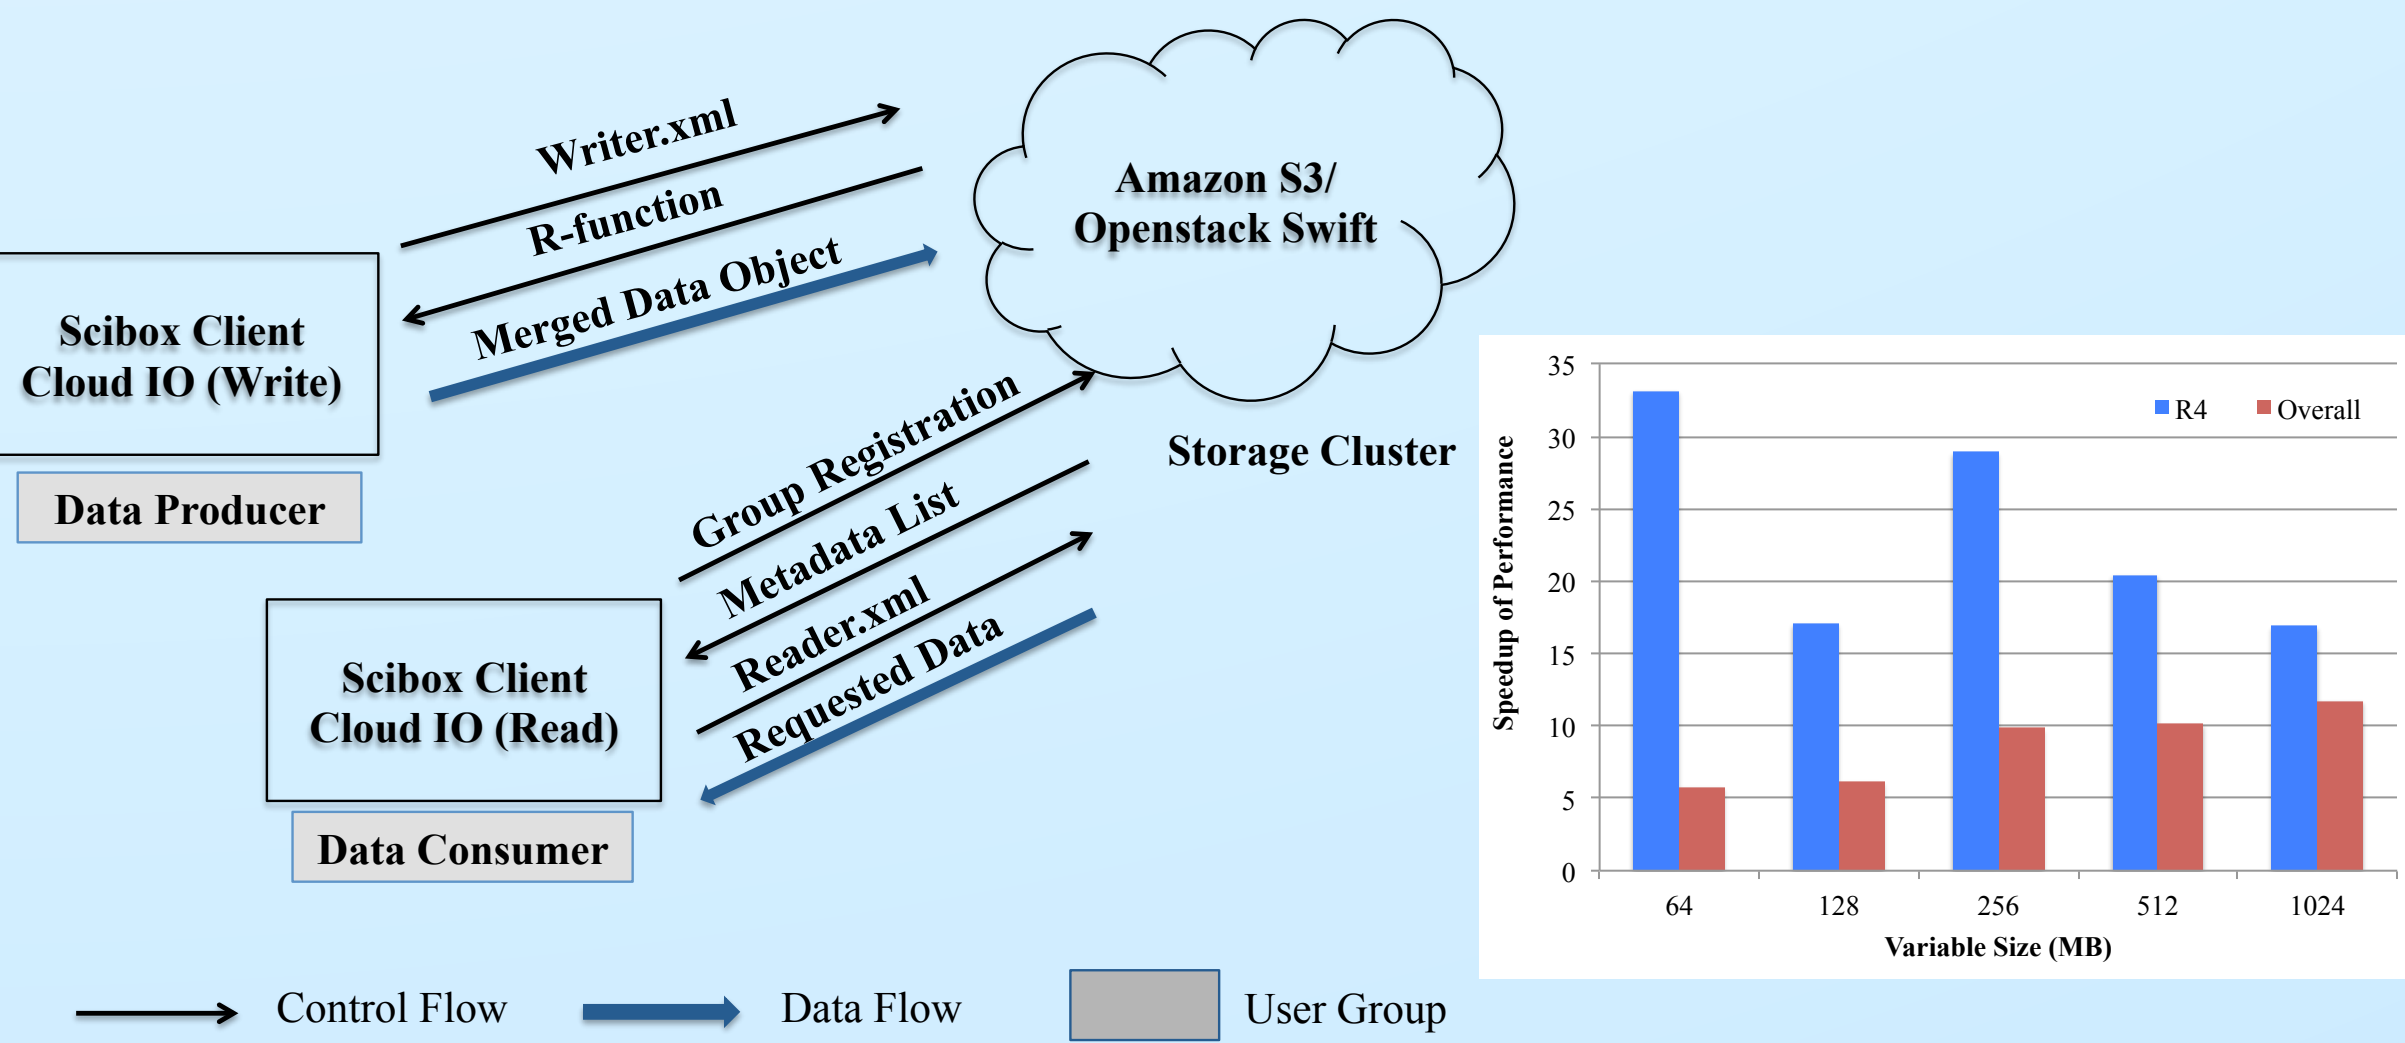 Writer.xml
R-function
Merged Data Object
Amazon S3/
Openstack Swift
Scibox Client
Cloud IO (Write)
Data Producer
Storage Cluster
Group Registration
Metadata List
Reader.xml
Requested Data
Scibox Client
Cloud IO (Read)
Data Consumer
Control Flow
Data Flow
User Group
Speedup of Performance
35
30
25
20
15
10
5
0
R4 Overall
64 128 256 512 1024
Variable Size (MB)